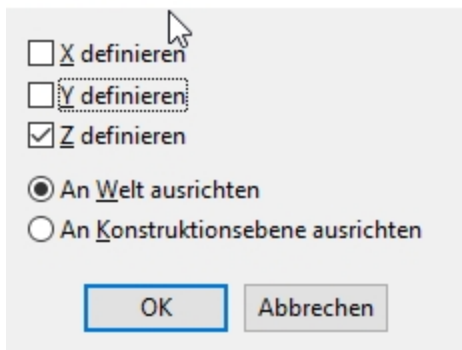 X definieren
Y definieren
Z definieren
An Welt ausrichten
An Konstruktionsebene ausrichten
OK
Abbrechen